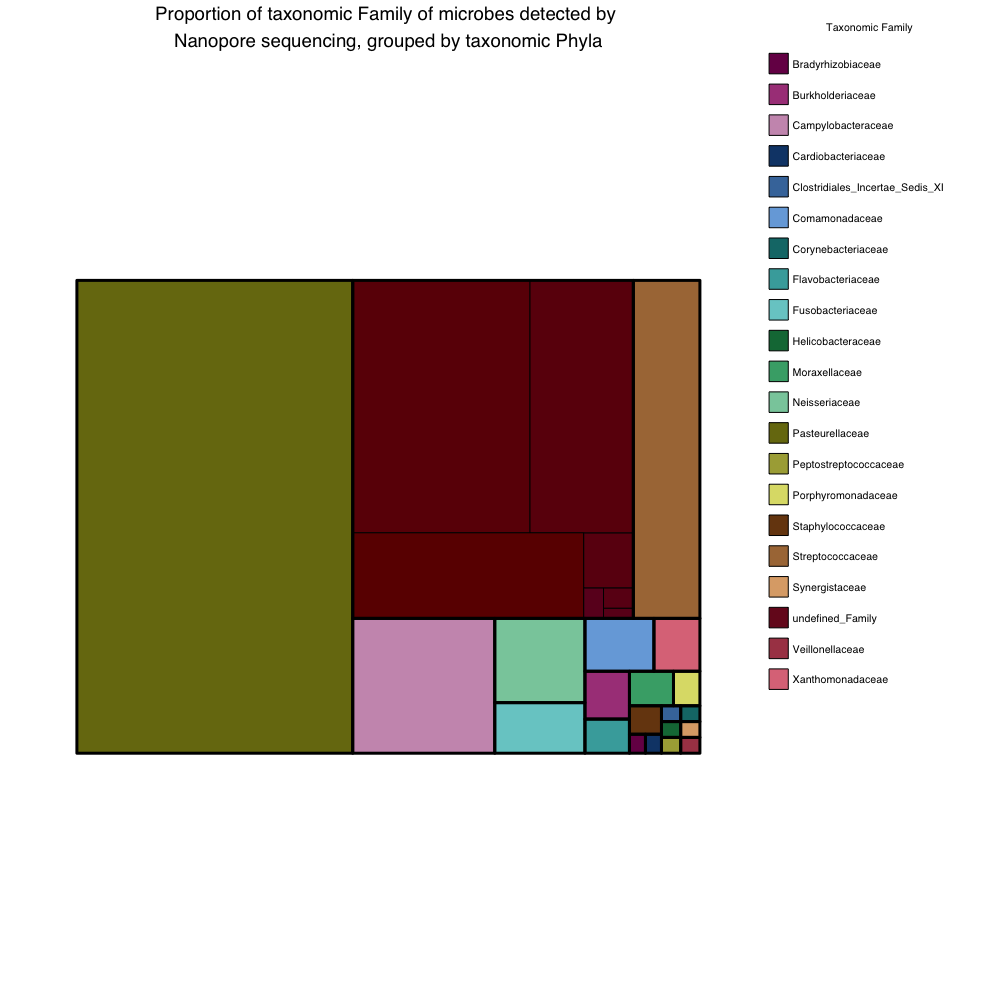 Proportion of taxonomic Family of microbes detected by
Nanopore sequencing, grouped by taxonomic Phyla
Taxonomic Family
Bradyrhizobiaceae
Burkholderiaceae
Campylobacteraceae
Cardiobacteriaceae
Clostridiales_Incertae_Sedis_XI
Comamonadaceae
Corynebacteriaceae
Flavobacteriaceae
Fusobacteriaceae
Helicobacteraceae
Moraxellaceae
Neisseriaceae
Pasteurellaceae
Peptostreptococcaceae
Porphyromonadaceae
Staphylococcaceae
Streptococcaceae
Synergistaceae
undefined_Family
Veillonellaceae
Xanthomonadaceae